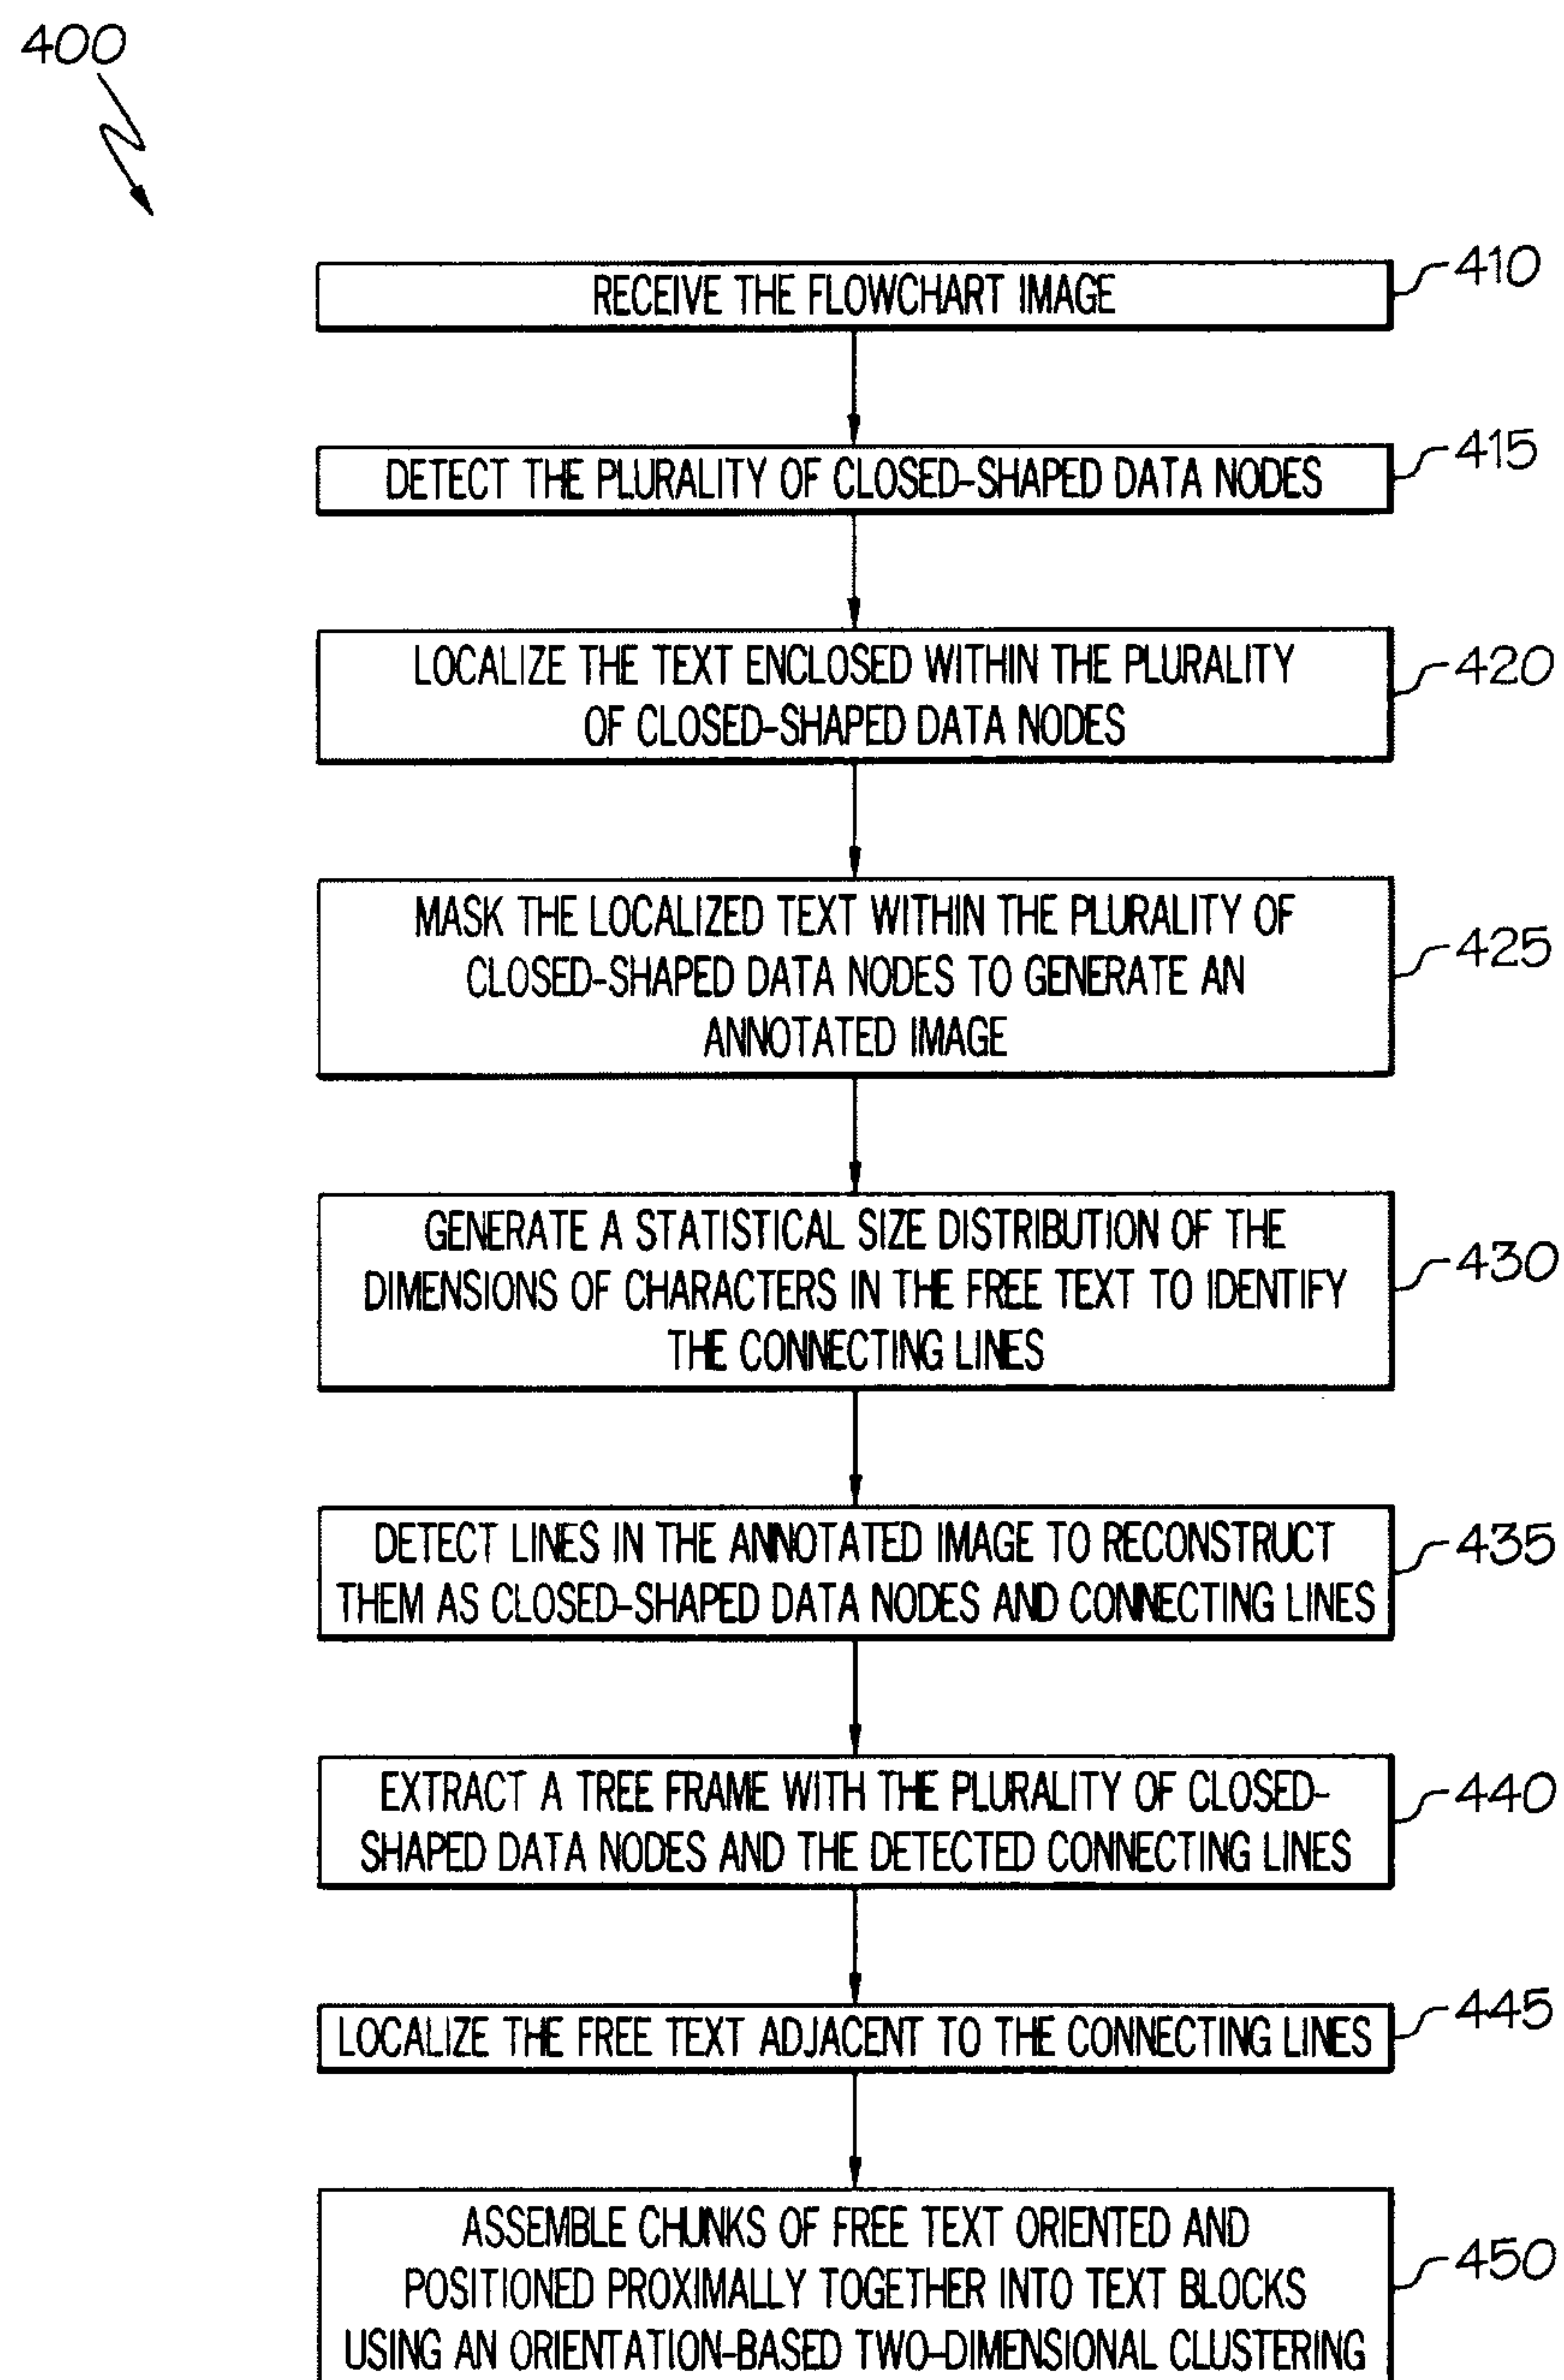 400
RECEIVE THE FLOWCHART IMAGE
410
DETECT THE PLURALITY OF CLOSED-SHAPED DATA NODES
415
LOCALIZE THE TEXT ENCLOSED WITHIN THE PLURALITY
OF CLOSED-SHAPED DATA NODES
420
MASK THE LOCALIZED TEXT WITHIN THE PLURALITY OF
CLOSED-SHAPED DATA NODES TO GENERATE AN
ANNOTATED IMAGE
425
GENERATE A STATISTICAL SIZE DISTRIBUTION OF THE
DIMENSIONS OF CHARACTERS IN THE FREE TEXT TO IDENTIFY
THE CONNECTING LINES
430
DETECT LINES IN THE ANNOTATED IMAGE TO RECONSTRUCT
THEM AS CLOSED-SHAPED DATA NODES AND CONNECTING LINES
435
EXTRACT A TREE FRAME WITH THE PLURALITY OF CLOSED-
SHAPED DATA NODES AND THE DETECTED CONNECTING LINES
440
LOCALIZE THE FREE TEXT ADJACENT TO THE CONNECTING LINES
445
ASSEMBLE CHUNKS OF FREE TEXT ORIENTED AND
POSITIONED PROXIMALLY TOGETHER INTO TEXT BLOCKS
USING AN ORIENTATION-BASED TWO-DIMENSIONAL CLUSTERING
450